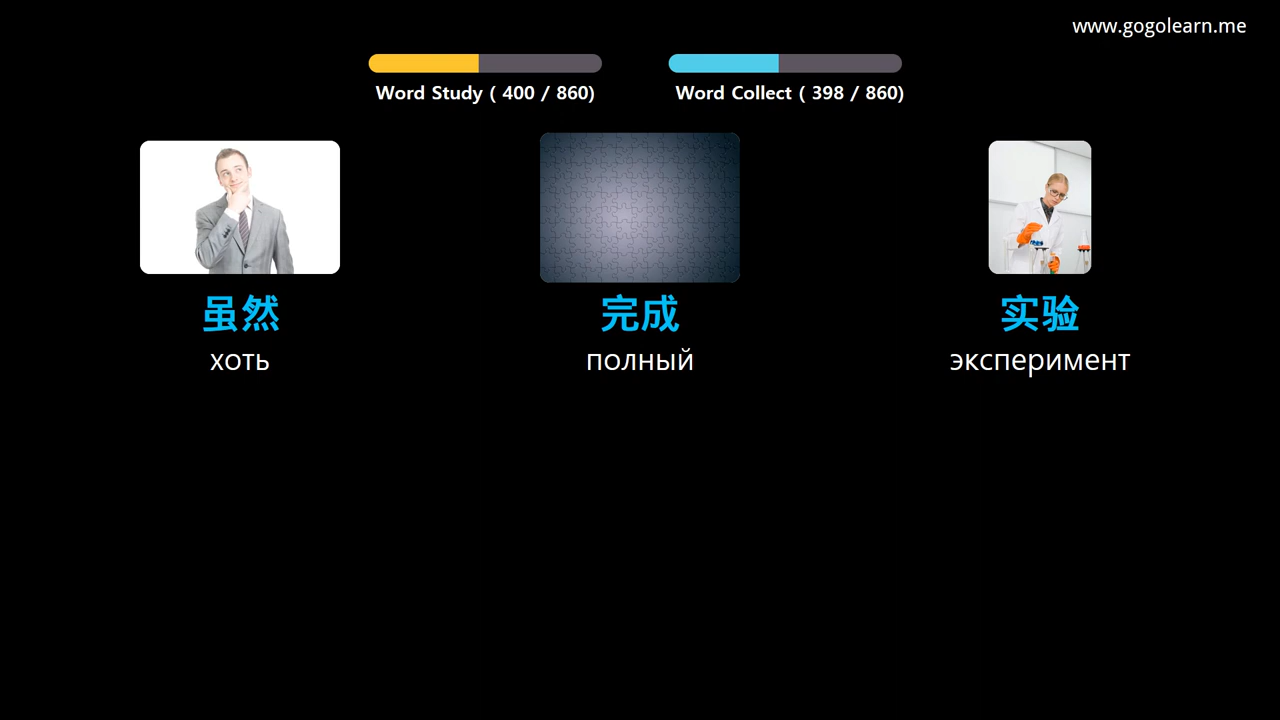 www.gogolearn.me
Word Study ( 400 / 860)
Word Collect ( 398 / 860)
虽然
完成
实验
хоть
полный
эксперимент